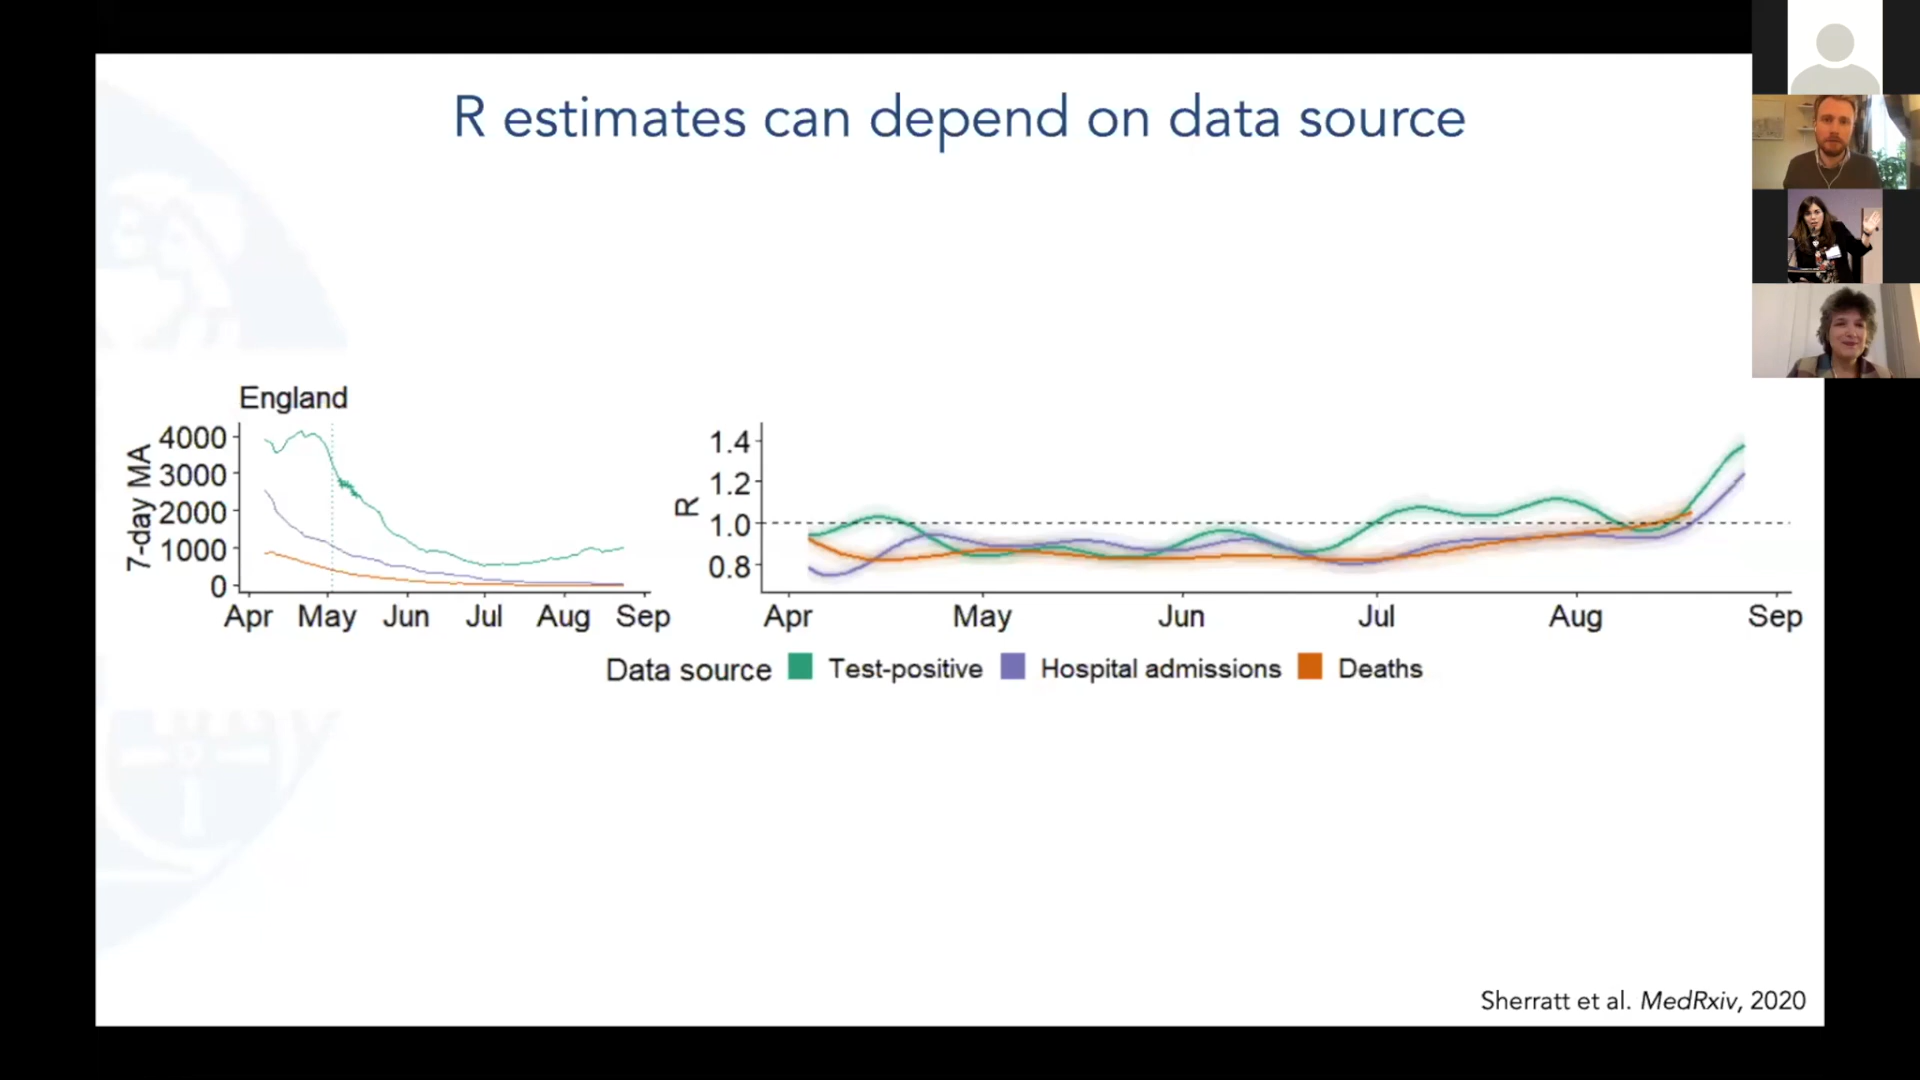 R estimates can depend on data source
England
7-day MA
4000
3000
2000
1000
0
Apr May Jun Jul Aug Sep
R
1.4
1.2
1.0
0.8
Apr May Jun Jul Aug Sep
Data source Test-positive Hospital admissions Deaths
Sherratt et al. MedRxiv, 2020